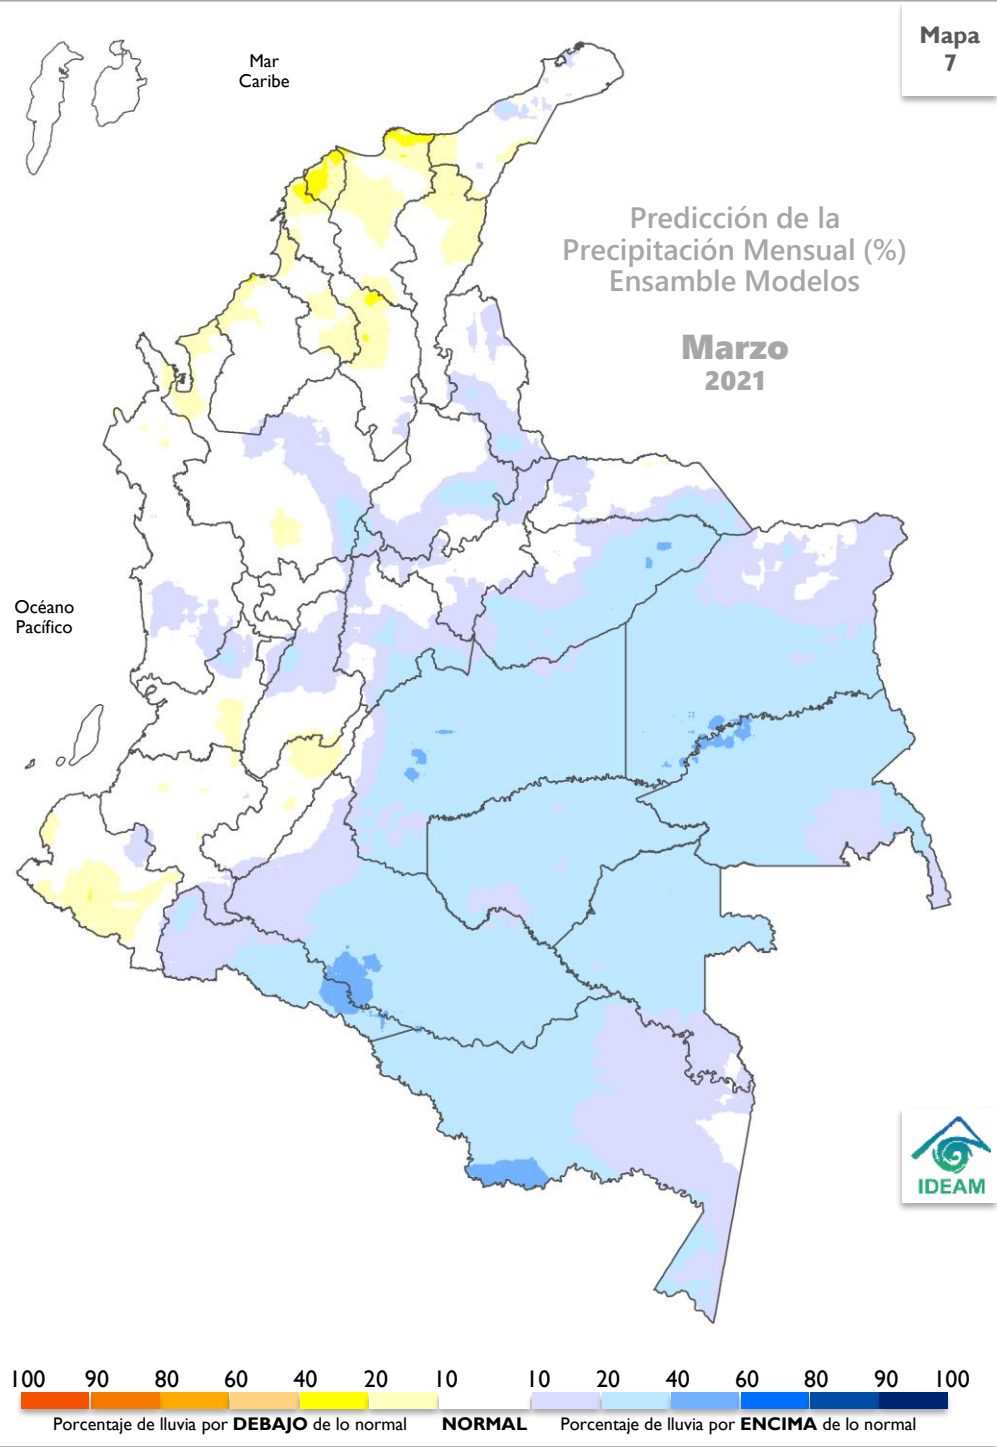 Mapa
7
Mar
Caribe
Predicción de la
Precipitación Mensual (%)
Ensamble Modelos
Marzo
2021
Océano
Pacífico
IDEAM
100 90 80 60 40 20 10 10 20 40 60 80 90 100
Porcentaje de lluvia por DEBAJO de lo normal NORMAL Porcentaje de lluvia por ENCIMA de lo normal